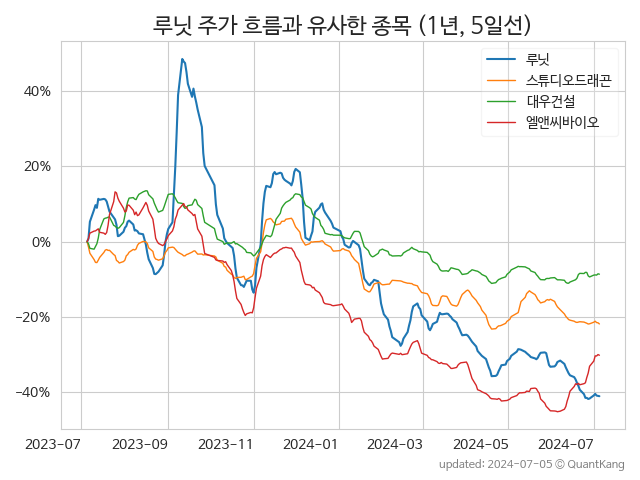 루닛 주가 흐름과 유사한 종목 (1년, 5일선)
루닛
스튜디오드래곤
대우건설
엘앤씨바이오
40%
20%
0%
−20%
−40%
2023-07 2023-09 2023-11 2024-01 2024-03 2024-05 2024-07
updated: 2024-07-05 © QuantKang